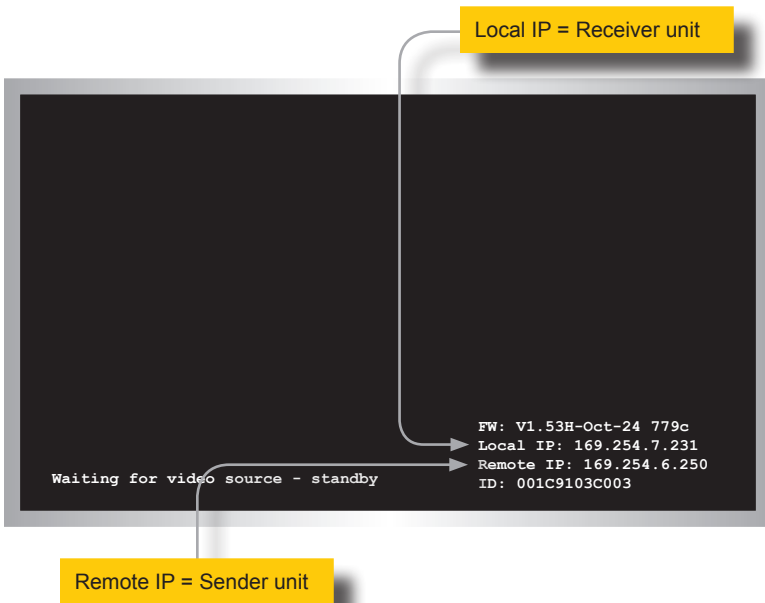 Local IP = Receiver unit
FW: V1.53H-Oct-24 779c
Local IP: 169.254.7.231
Remote IP: 169.254.6.250
Waiting for video source - standby
ID: 001C9103C003
Remote IP = Sender unit